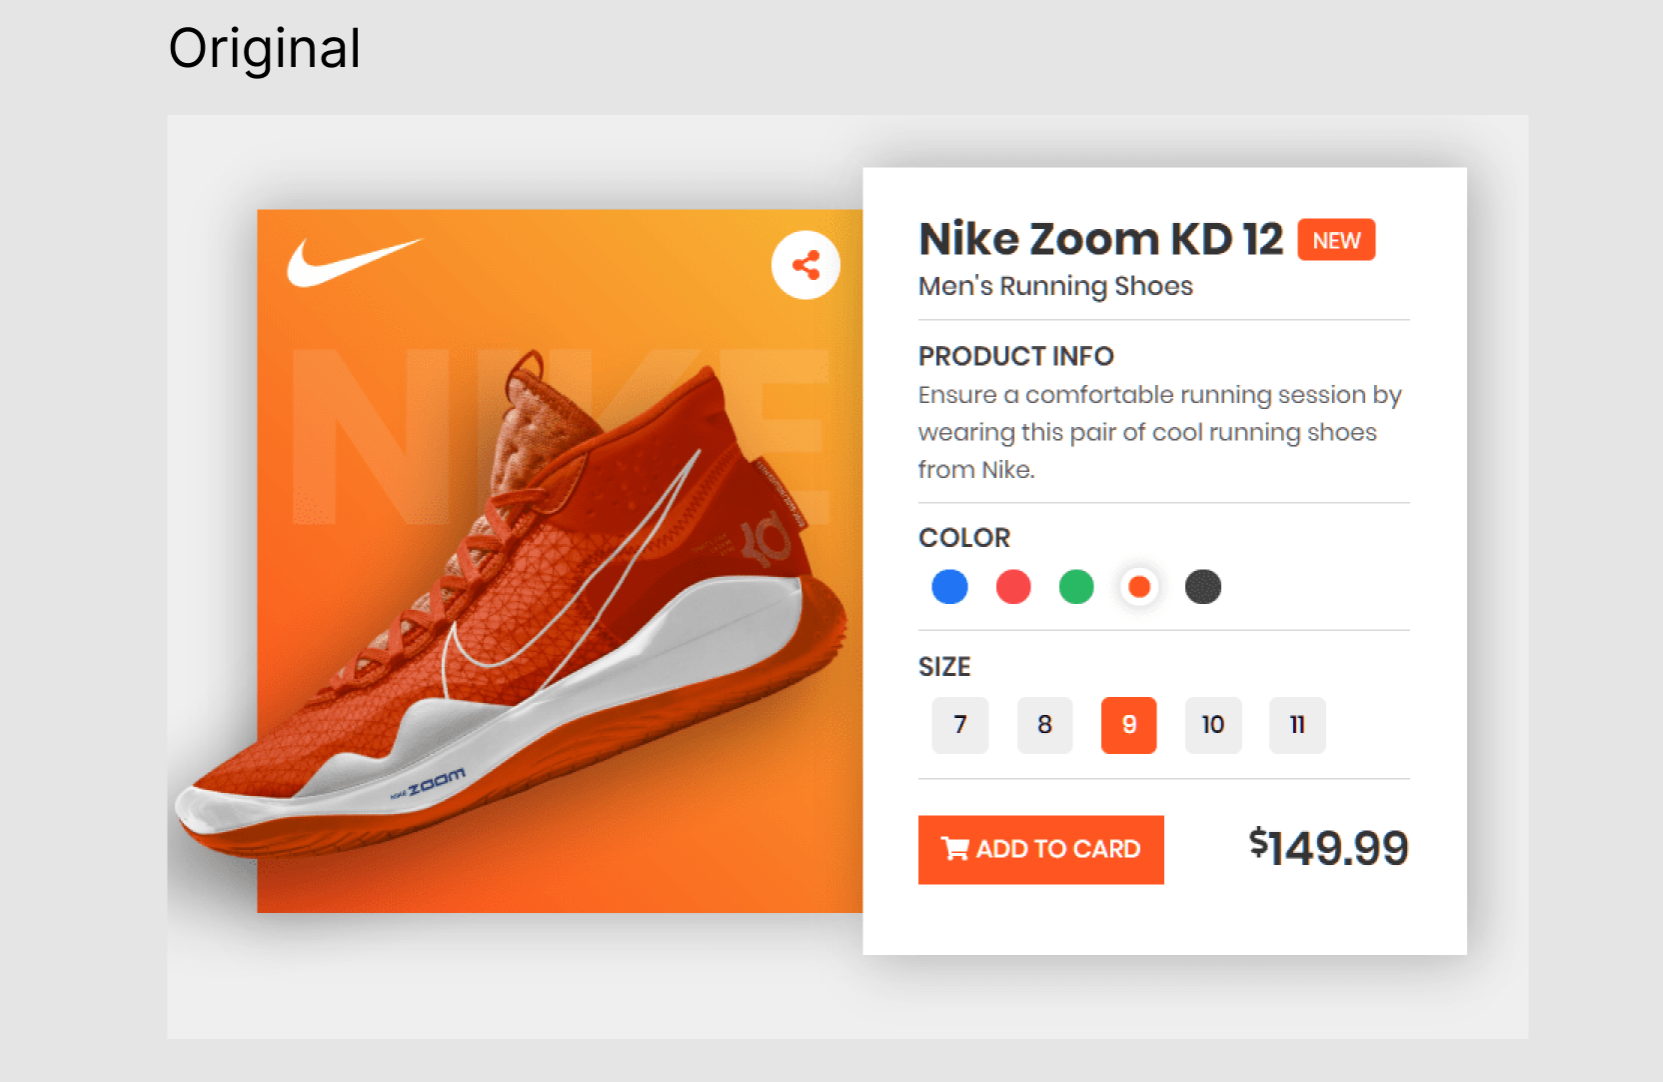 Original
NIKE
NIKE ZOOM
Nike Zoom KD 12 NEW
Men's Running Shoes
PRODUCT INFO
Ensure a comfortable running session by
wearing this pair of cool running shoes
from Nike.
COLOR
SIZE
7 8 9 10 11
ADD TO CARD $149.99